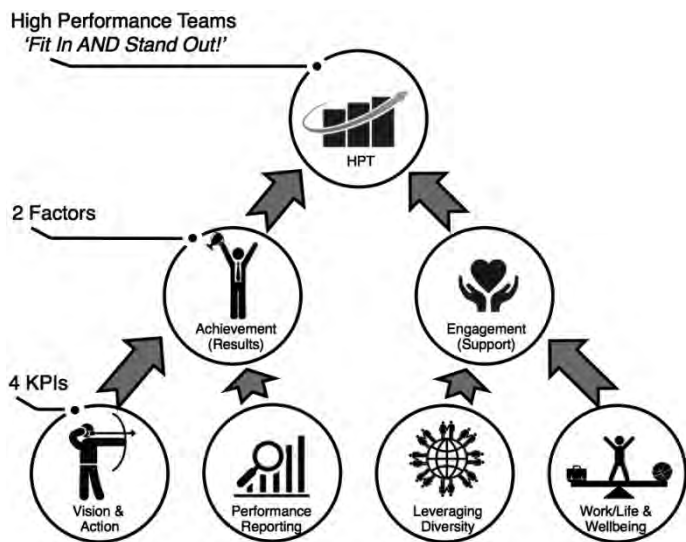 High Performance Teams
'Fit In AND Stand Out!'
HPT
2 Factors
Achievement
(Results)
Engagement
(Support)
4 KPIs
Vision &
Action
Performance
Reporting
Leveraging
Diversity
Work/Life &
Wellbeing